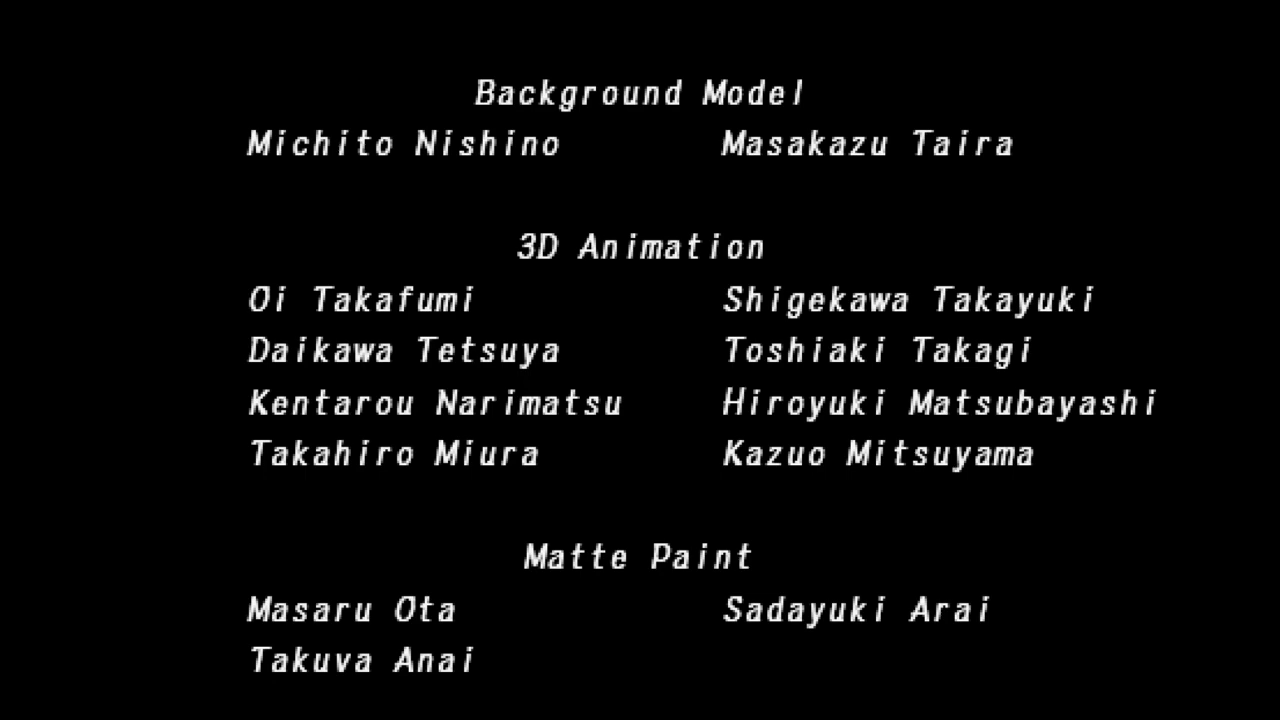 Background Model
Michito Nishino Masakazu Taira
3D Animation
Oi Takafumi Shigekawa Takayuki
Daikawa Tetsuya Toshiaki Takagi
Kentarou Narimatsu Hiroyuki Matsubayashi
Takahiro Miura Kazuo Mitsuyama
Matte Paint
Masaru Ota Sadayuki Arai
Takuva Anai